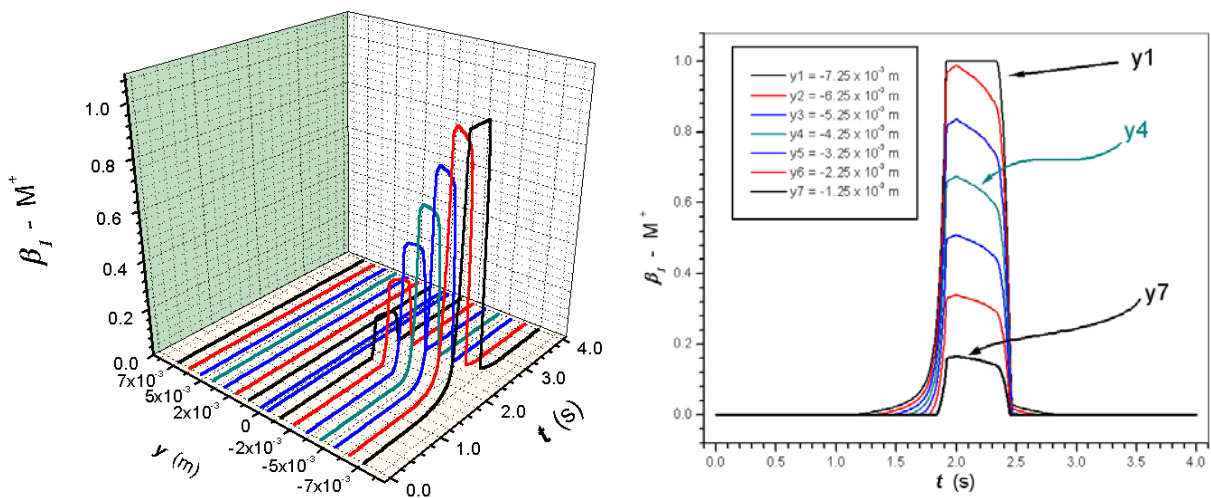 1.0
0.8
0.6
0.4
0.2
0.0
β₁ - M⁺
7x10⁻³
5x10⁻³
2x10⁻³
0
-2x10⁻³
-5x10⁻³
-7x10⁻³
y (m)
0.0
1.0
2.0
3.0
4.0
t (s)
y1 = -7.25 x 10⁻³ m
y2 = -6.25 x 10⁻³ m
y3 = -5.25 x 10⁻³ m
y4 = -4.25 x 10⁻³ m
y5 = -3.25 x 10⁻³ m
y6 = -2.25 x 10⁻³ m
y7 = -1.25 x 10⁻³ m
y1
y4
y7
1.0
0.8
0.6
0.4
0.2
0.0
β₁ - M⁺
0.0 0.5 1.0 1.5 2.0 2.5 3.0 3.5 4.0
t (s)